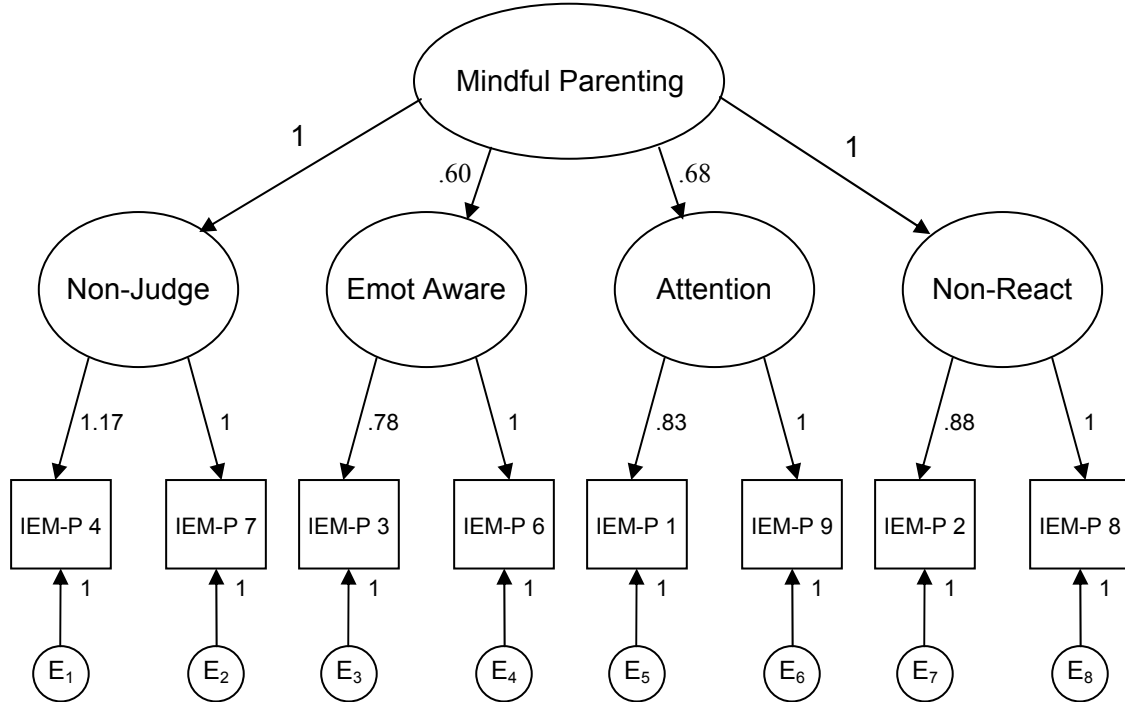 Mindful Parenting
1
.60
.68
1
Non-Judge
Emot Aware
Attention
Non-React
1.17
1
.78
1
.83
1
.88
1
IEM-P 4
IEM-P 7
IEM-P 3
IEM-P 6
IEM-P 1
IEM-P 9
IEM-P 2
IEM-P 8
1
1
1
1
1
1
1
1
E₁
E₂
E₃
E₄
E₅
E₆
E₇
E₈